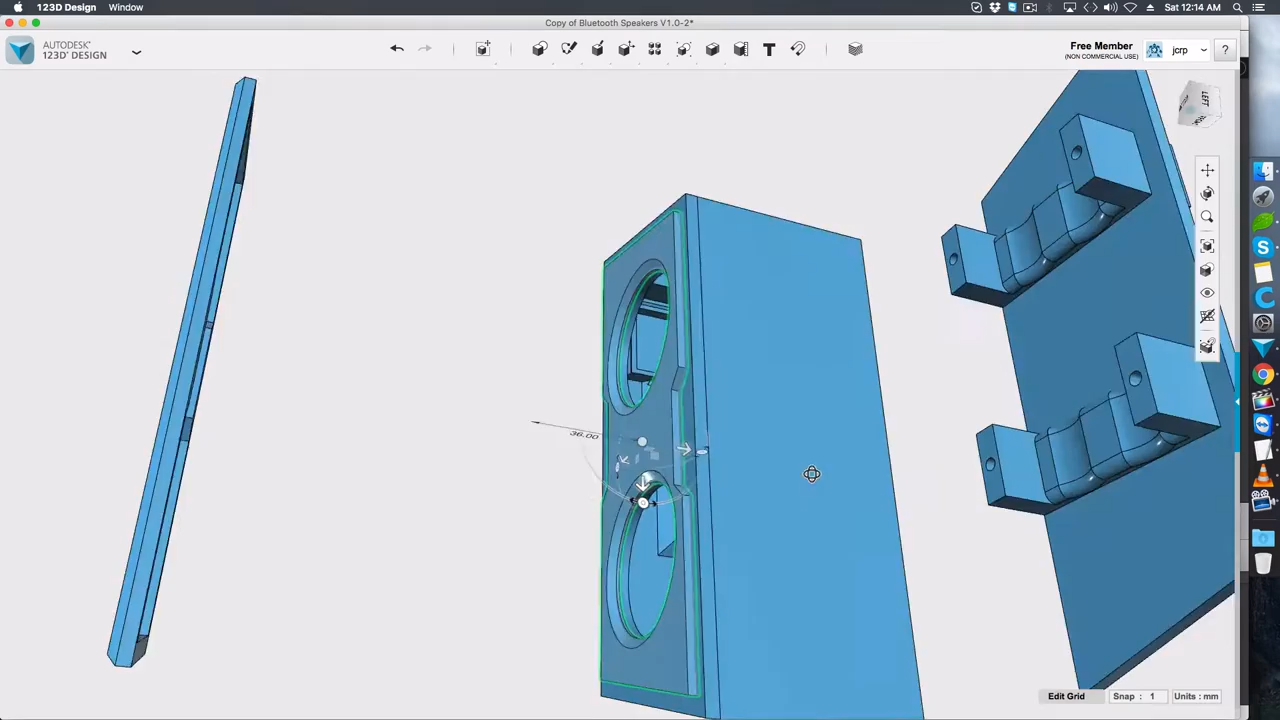 123D Design Window
Sat 12:14 AM
Copy of Bluetooth Speakers V1.0-2*
AUTODESK®
123D® DESIGN
T
Free Member
(NON COMMERCIAL USE)
jcrp
?
LEFT
36.00
Edit Grid
Snap : 1
Units : mm